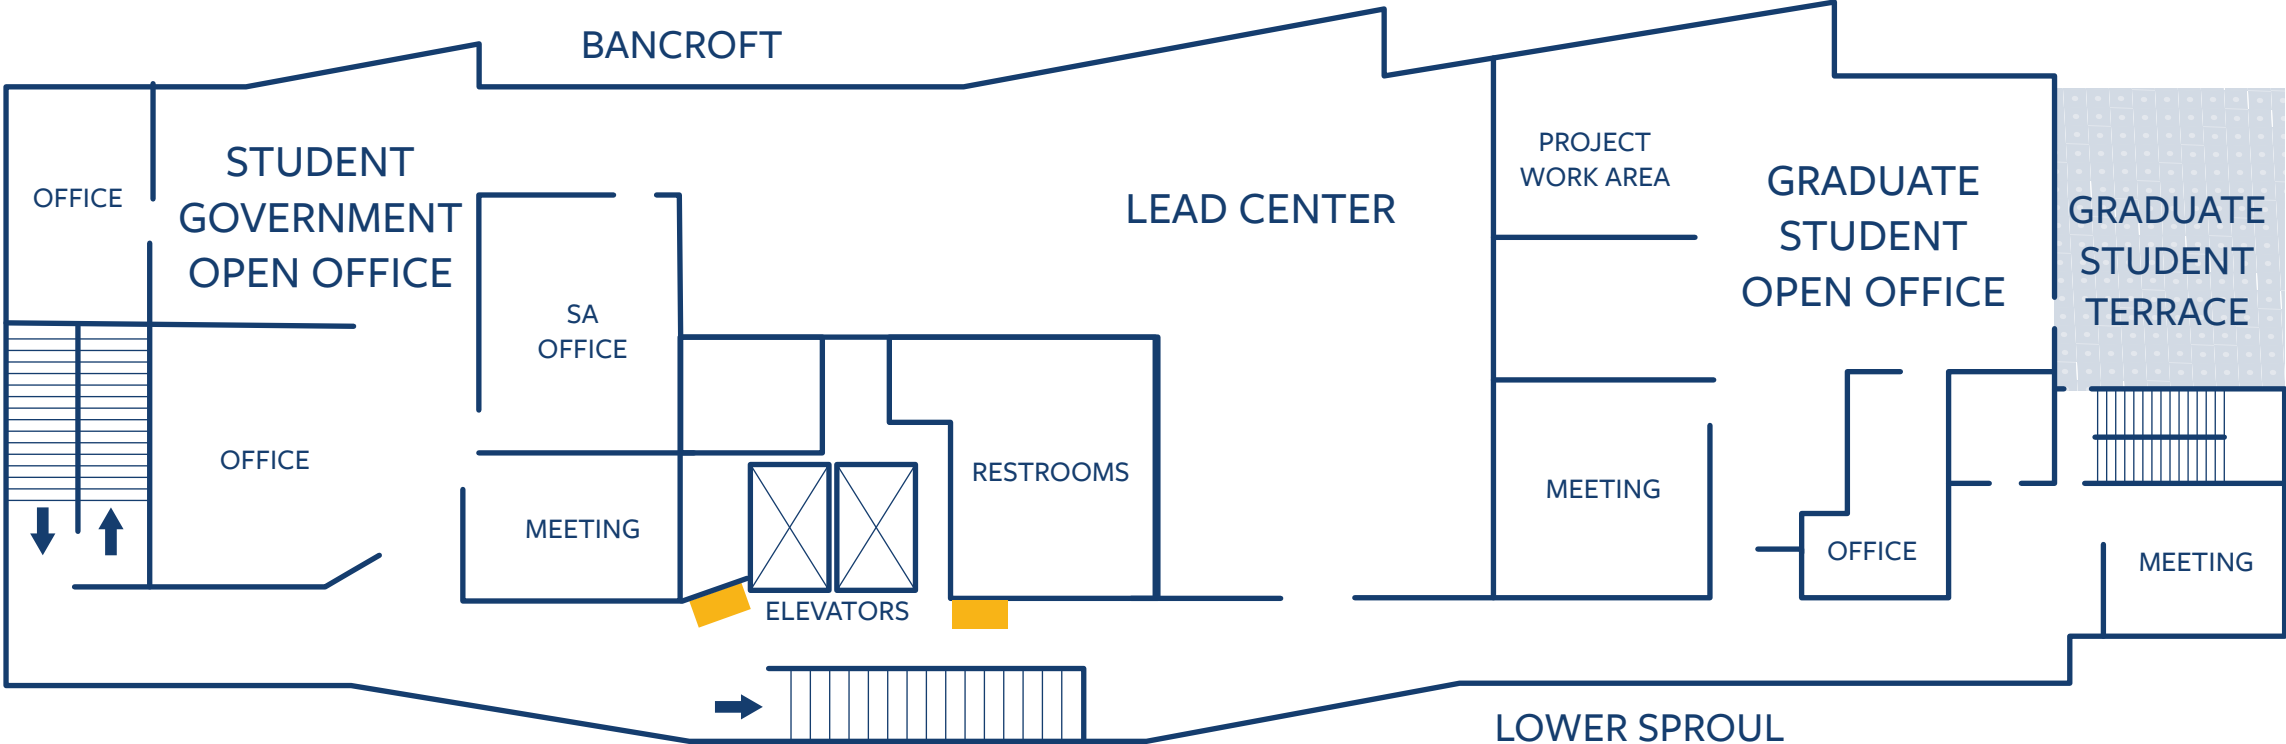 BANCROFT
OFFICE
STUDENT
GOVERNMENT
OPEN OFFICE
SA
OFFICE
OFFICE
MEETING
ELEVATORS
RESTROOMS
LEAD CENTER
PROJECT
WORK AREA
GRADUATE
STUDENT
OPEN OFFICE
GRADUATE
STUDENT
TERRACE
MEETING
OFFICE
MEETING
LOWER SPROUL